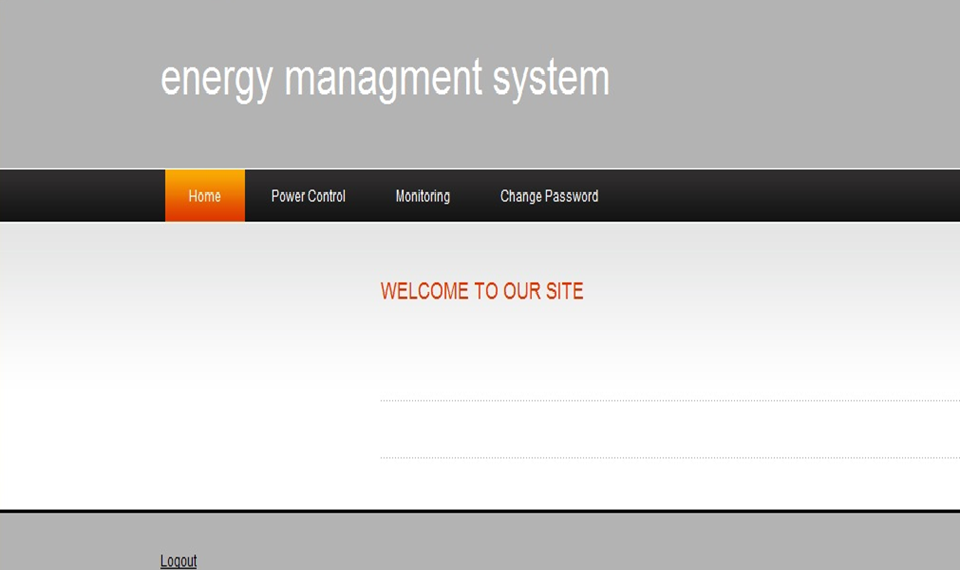 energy managment system
Home Power Control Monitoring Change Password
WELCOME TO OUR SITE
Logout